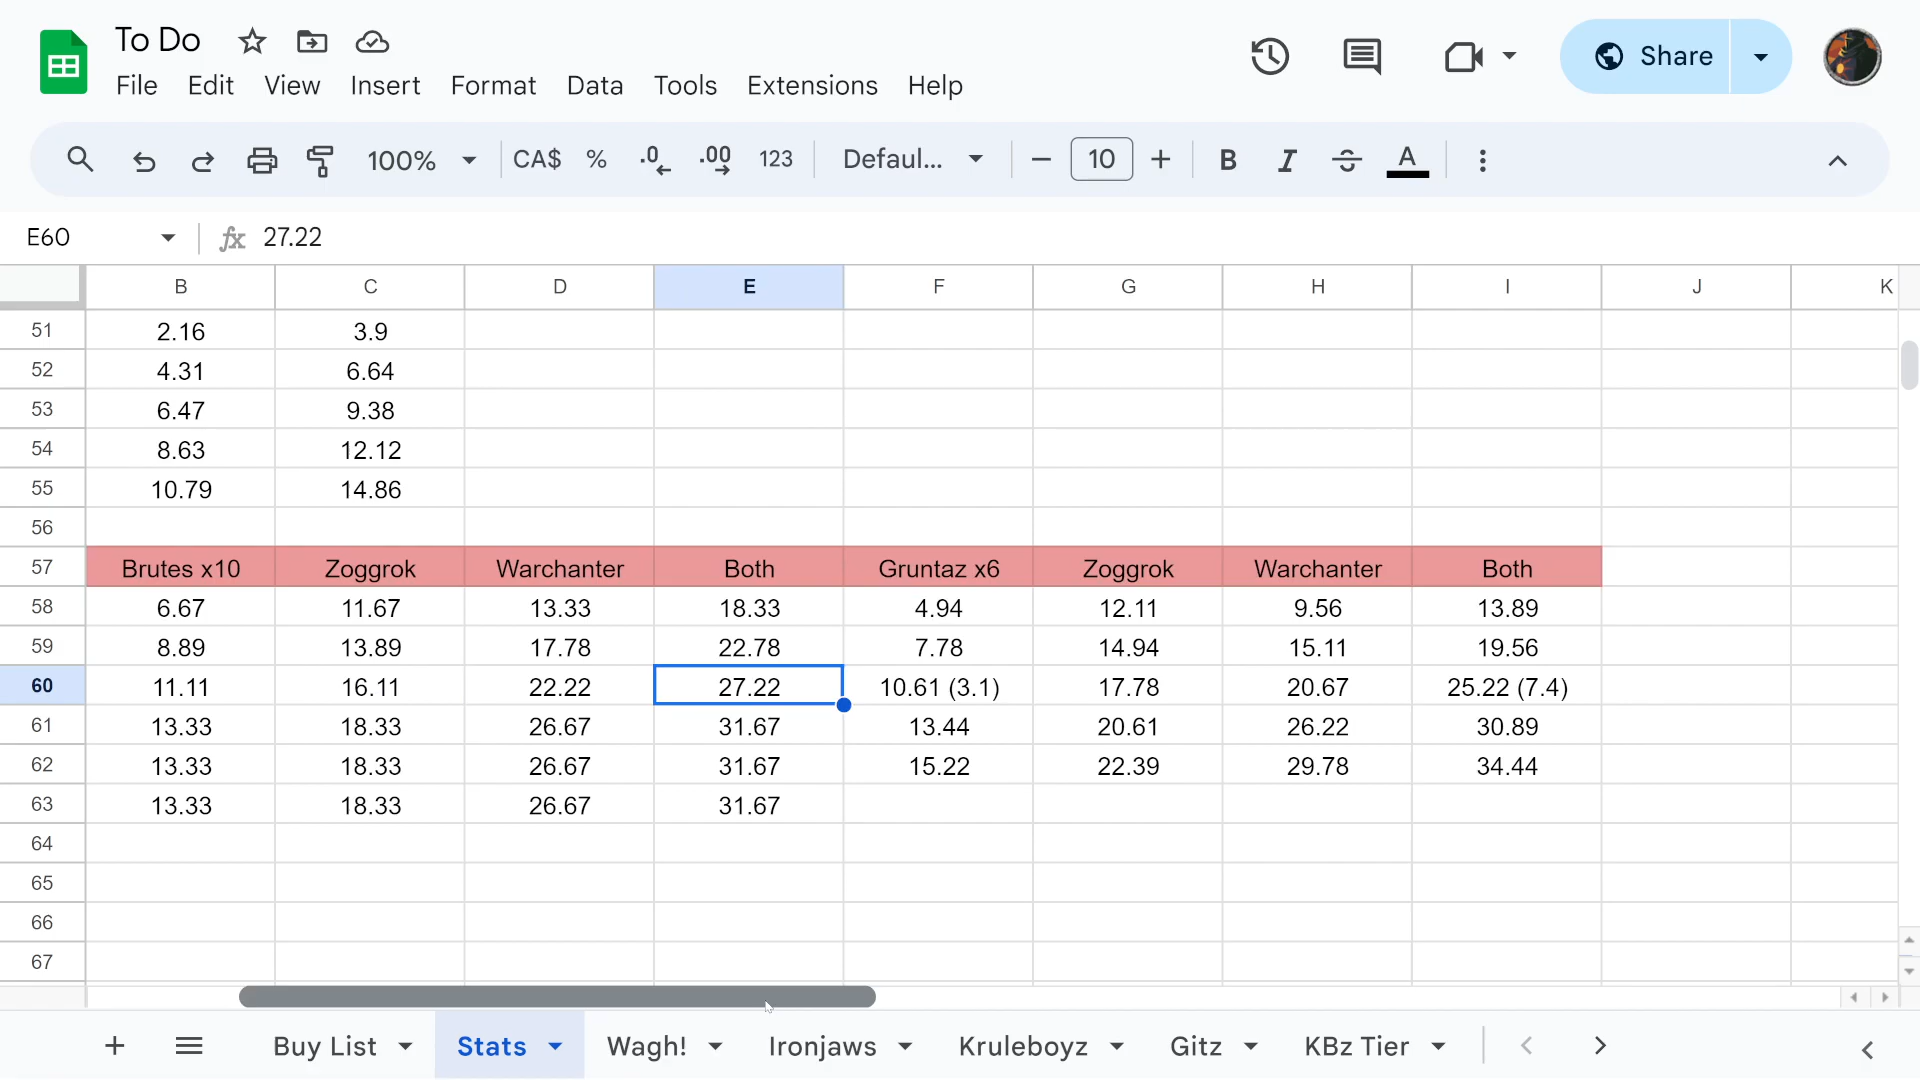 To Do
File Edit View Insert Format Data Tools Extensions Help
Share
100% CA$ % .0 .00 123 Defaul... 10 B I A
E60 27.22
B C D E F G H I J K
51 2.16 3.9
52 4.31 6.64
53 6.47 9.38
54 8.63 12.12
55 10.79 14.86
56
57 Brutes x10 Zoggrok Warchanter Both Gruntaz x6 Zoggrok Warchanter Both
58 6.67 11.67 13.33 18.33 4.94 12.11 9.56 13.89
59 8.89 13.89 17.78 22.78 7.78 14.94 15.11 19.56
60 11.11 16.11 22.22 27.22 10.61 (3.1) 17.78 20.67 25.22 (7.4)
61 13.33 18.33 26.67 31.67 13.44 20.61 26.22 30.89
62 13.33 18.33 26.67 31.67 15.22 22.39 29.78 34.44
63 13.33 18.33 26.67 31.67
64
65
66
67
Buy List Stats Wagh! Ironjaws Kruleboyz Gitz KBz Tier